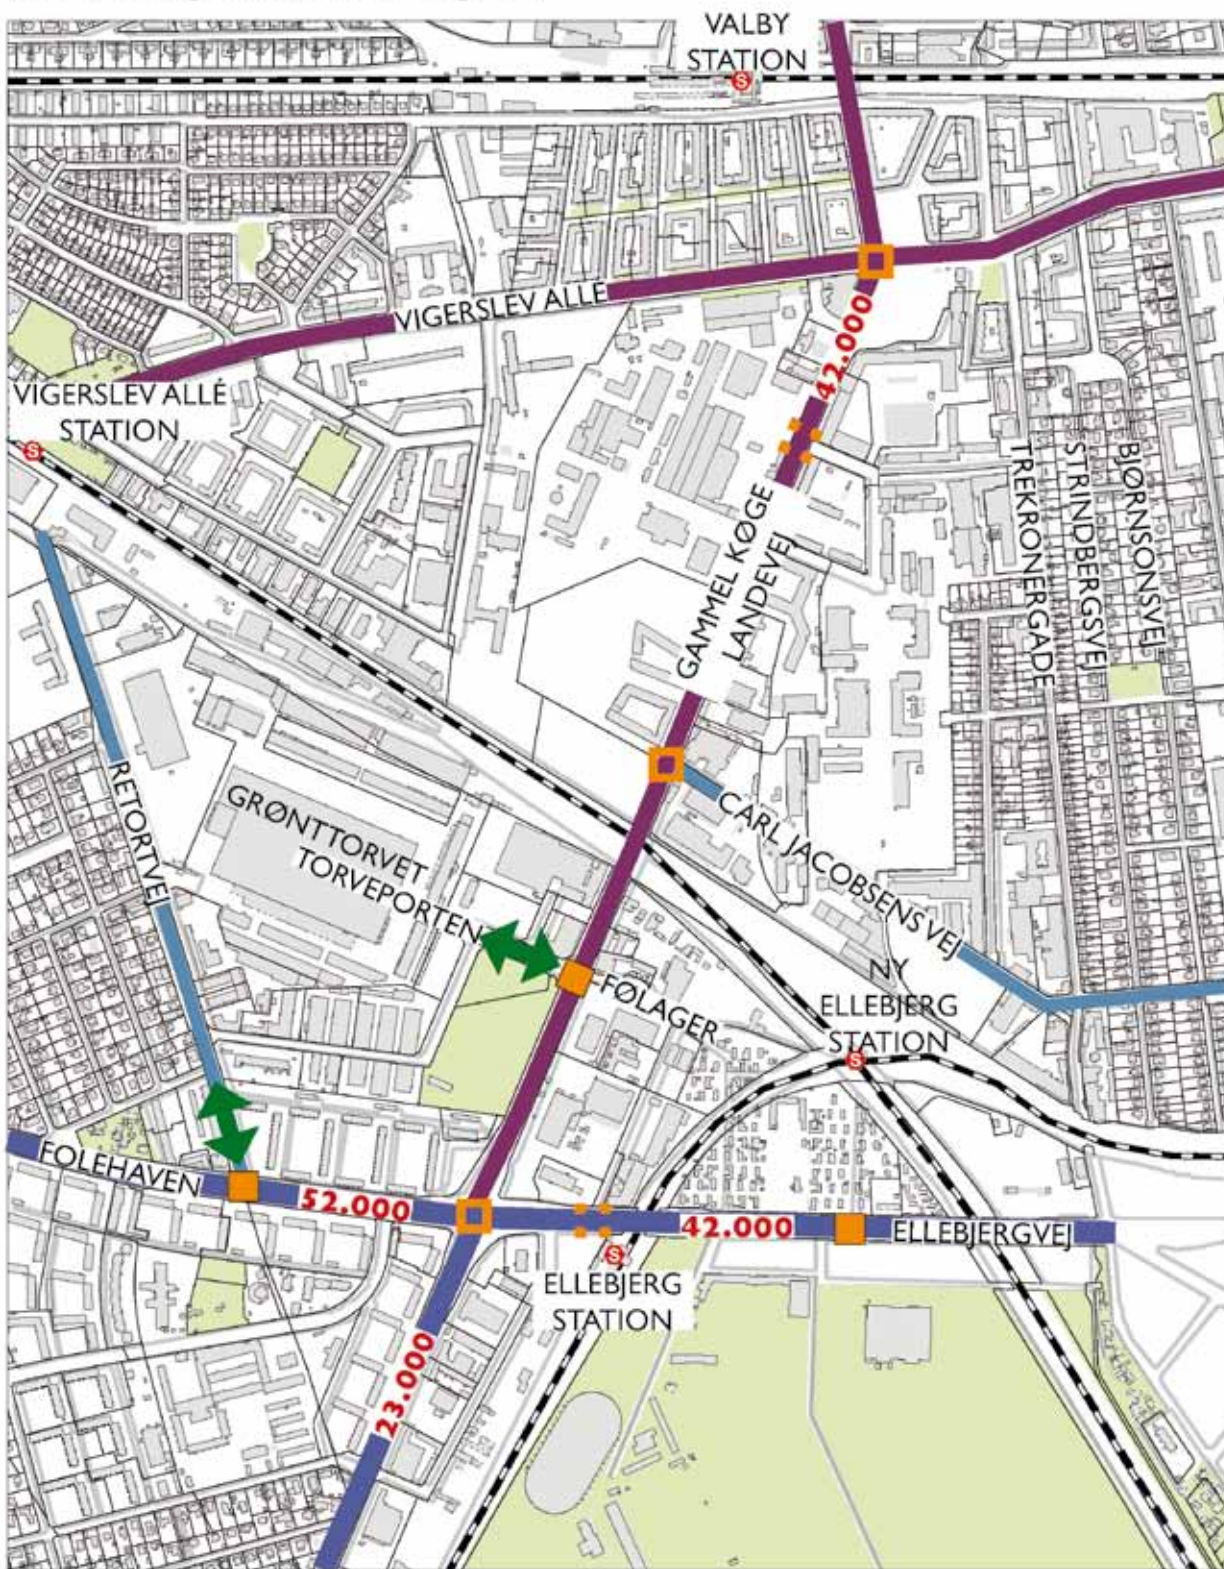 VALBY
STATION
S
VIGERSLEV ALLÉ
42.000
VIGERSLEV ALLÉ
STATION
S
GAMMEL KØGE
LANDEVEJ
TREKRONERGADE
STRINDBERGSVEJ
BJØRNSONSVEJ
RETORTVEJ
GRØNTTORVET
TORVEPORTEN
CARL JACOBSENS VEJ
FØLAGER
NY
ELLEBJERG
STATION
S
FOLEHAVEN
52.000
42.000
ELLEBJERGVEJ
S
ELLEBJERG
STATION
23.000